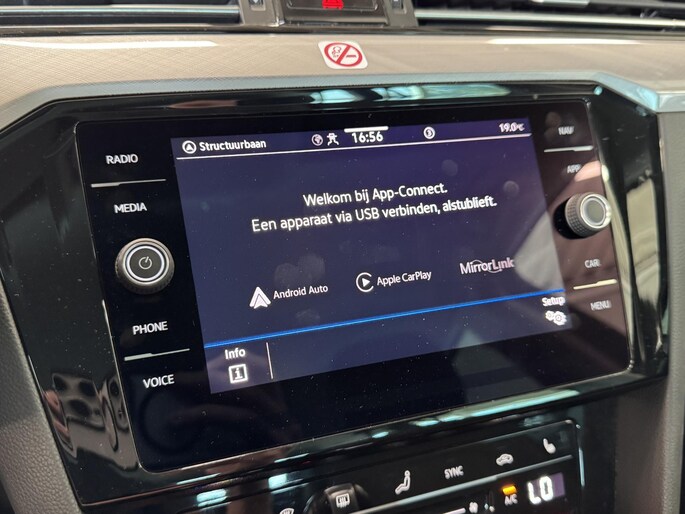 RADIO
MEDIA
PHONE
VOICE
Structuurbaan
16:56
19.0°C
Welkom bij App-Connect.
Een apparaat via USB verbinden, alstublieft.
Android Auto
Apple CarPlay
MirrorLink
Info
Setup
NAV
APP
CAR
MENU
SYNC
A/C
LO